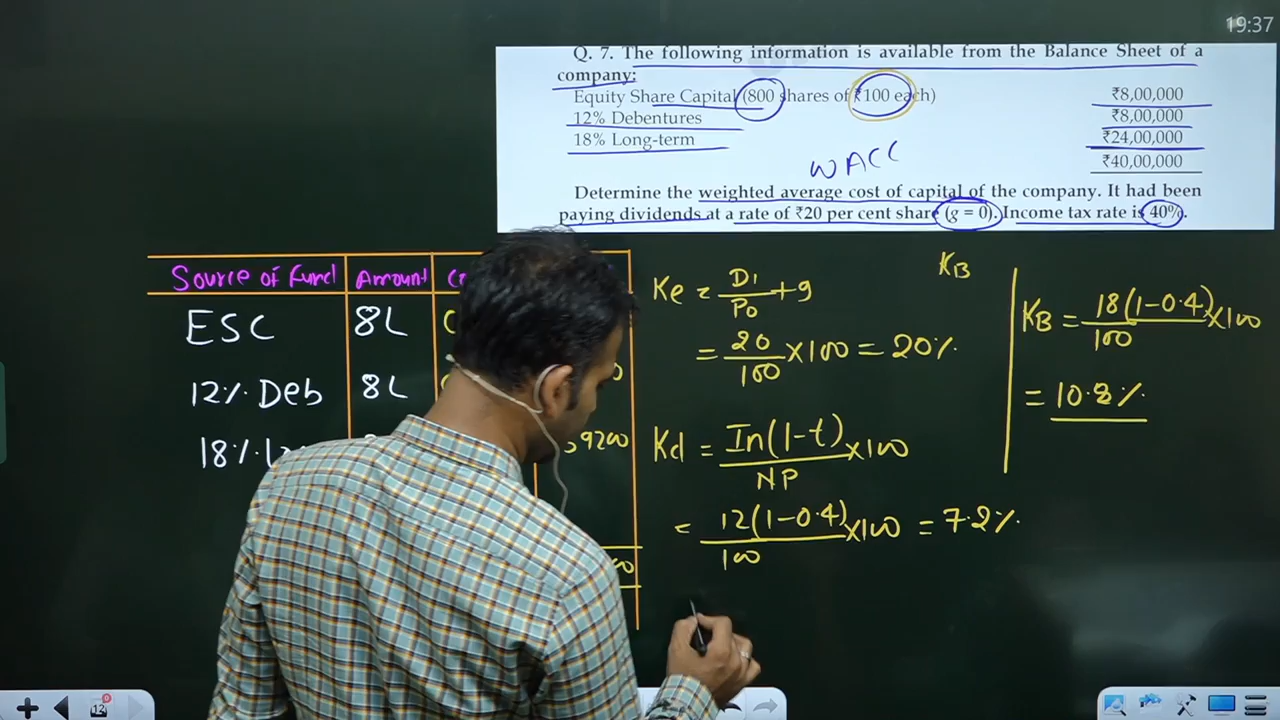 19:37
Q. 7. The following information is available from the Balance Sheet of a
company:
Equity Share Capital (800 shares of ₹100 each) ₹8,00,000
12% Debentures ₹8,00,000
18% Long-term ₹24,00,000
₹40,00,000
WACC
Determine the weighted average cost of capital of the company. It had been
paying dividends at a rate of ₹20 per cent share (g = 0). Income tax rate is 40%.
Source of Fund Amount
ESC 8L
12% Deb 8L
18%
9200
Ke = D1/P0 + g
= 20/100 × 100 = 20%
Kd = In(1-t)/NP × 100
= 12(1-0.4)/100 × 100 = 7.2%
KB
KB = 18(1-0.4)/100 × 100
= 10.8%
12